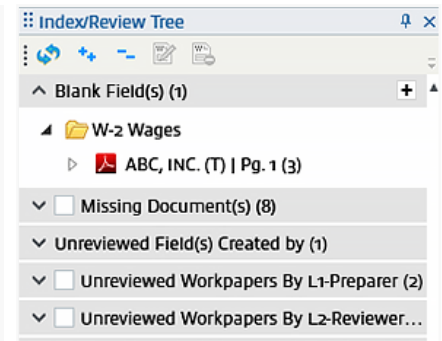 Index/Review Tree
Blank Field(s) (1)
W-2 Wages
ABC, INC. (T) | Pg. 1 (3)
Missing Document(s) (8)
Unreviewed Field(s) Created by (1)
Unreviewed Workpapers By L1-Preparer (2)
Unreviewed Workpapers By L2-Reviewer...